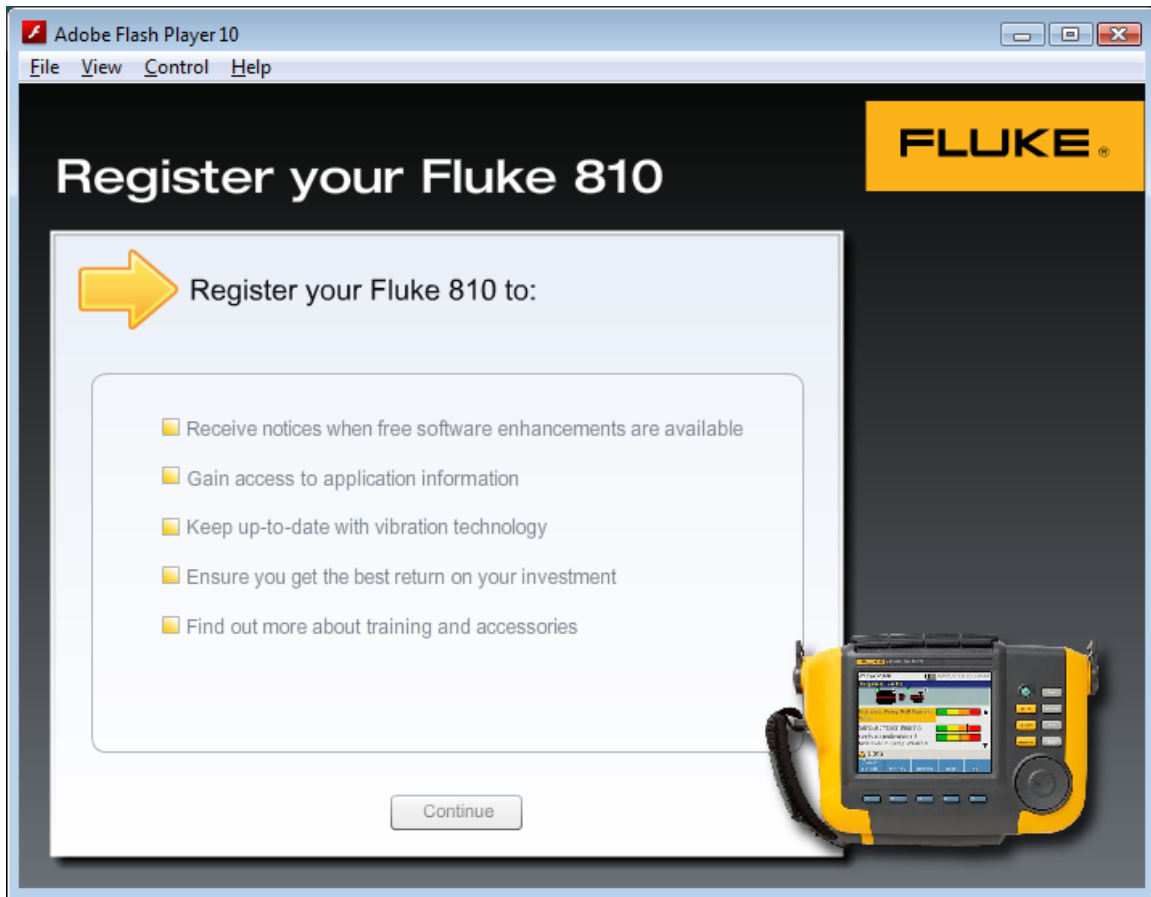 Adobe Flash Player 10
File View Control Help
FLUKE ®
Register your Fluke 810
Register your Fluke 810 to:
Receive notices when free software enhancements are available
Gain access to application information
Keep up-to-date with vibration technology
Ensure you get the best return on your investment
Find out more about training and accessories
Continue